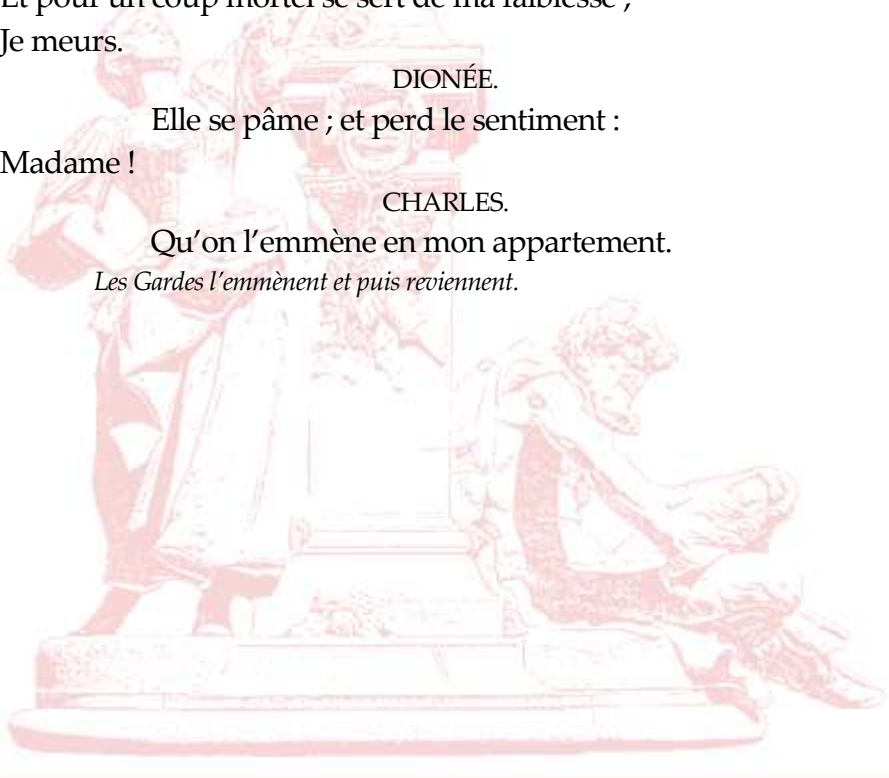 Et pour un coup mortel se sert de ma faiblesse ;
Je meurs.
DIONÉE.
Elle se pâme ; et perd le sentiment :
Madame !
CHARLES.
Qu'on l'emmène en mon appartement.
Les Gardes l'emmènent et puis reviennent.